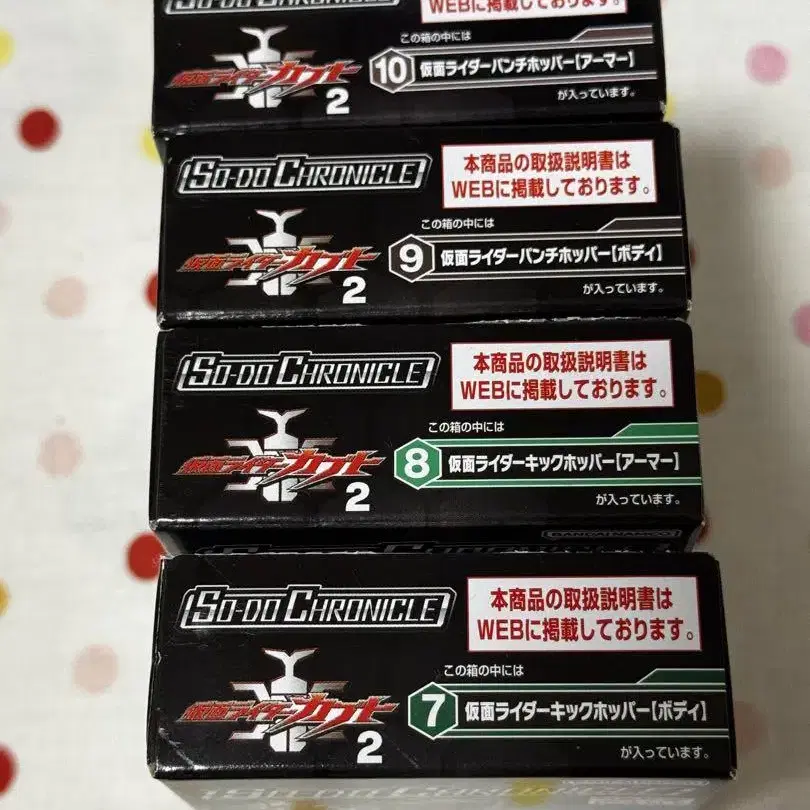 SO-DO CHRONICLE
WEBに掲載しております。
この箱の中には
仮面ライダーカブト
2
10 仮面ライダーパンチホッパー【アーマー】
が入っています。
SO-DO CHRONICLE
本商品の取扱説明書は
WEBに掲載しております。
この箱の中には
仮面ライダーカブト
2
9 仮面ライダーパンチホッパー【ボディ】
が入っています。
SO-DO CHRONICLE
本商品の取扱説明書は
WEBに掲載しております。
この箱の中には
仮面ライダーカブト
2
8 仮面ライダーキックホッパー【アーマー】
が入っています。
BANDAI NAMCO
SO-DO CHRONICLE
本商品の取扱説明書は
WEBに掲載しております。
この箱の中には
仮面ライダーカブト
2
7 仮面ライダーキックホッパー【ボディ】
が入っています。
SO-DO CHRONICLE